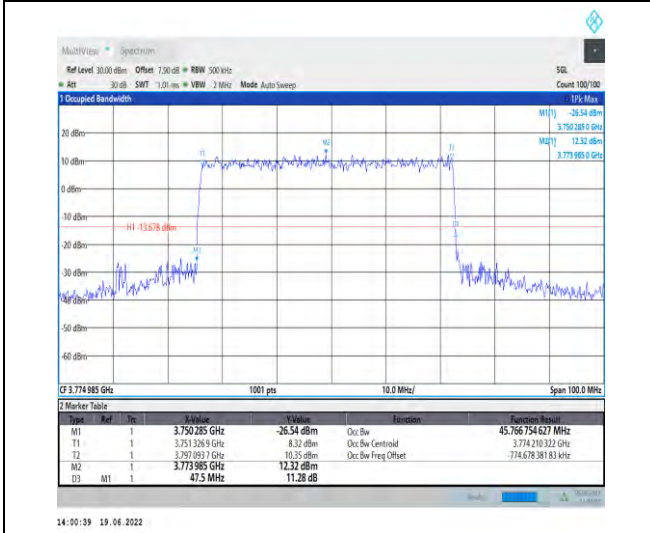 MultiView Spectrum
Ref Level 30.00 dBm Offset 7.90 dB RBW 500 kHz SGL
Att 30 dB SWT 1.01 ms VBW 2 MHz Mode Auto Sweep Count 100/100
1 Occupied Bandwidth 1Pk Max
M1[1] -26.54 dBm
3.750 285 0 GHz
20 dBm M2[1] 12.32 dBm
3.773 985 0 GHz
M2
T1
10 dBm
0 dBm
-10 dBm
H1 -13.678 dBm
D3
-20 dBm
M1
-30 dBm
-40 dBm
-50 dBm
-60 dBm
CF 3.774 985 GHz 1001 pts 10.0 MHz/ Span 100.0 MHz
2 Marker Table
Type Ref Trc X-Value Y-Value Function Function Result
M1 1 3.750 285 GHz -26.54 dBm Occ Bw 45.766 754 627 MHz
T1 1 3.751 326 9 GHz 8.32 dBm Occ Bw Centroid 3.774 210 322 GHz
T2 1 3.797 093 7 GHz 10.35 dBm Occ Bw Freq Offset -774.678 381 83 kHz
M2 1 3.773 985 GHz 12.32 dBm
D3 M1 1 47.5 MHz 11.28 dB
14:00:39 19.06.2022